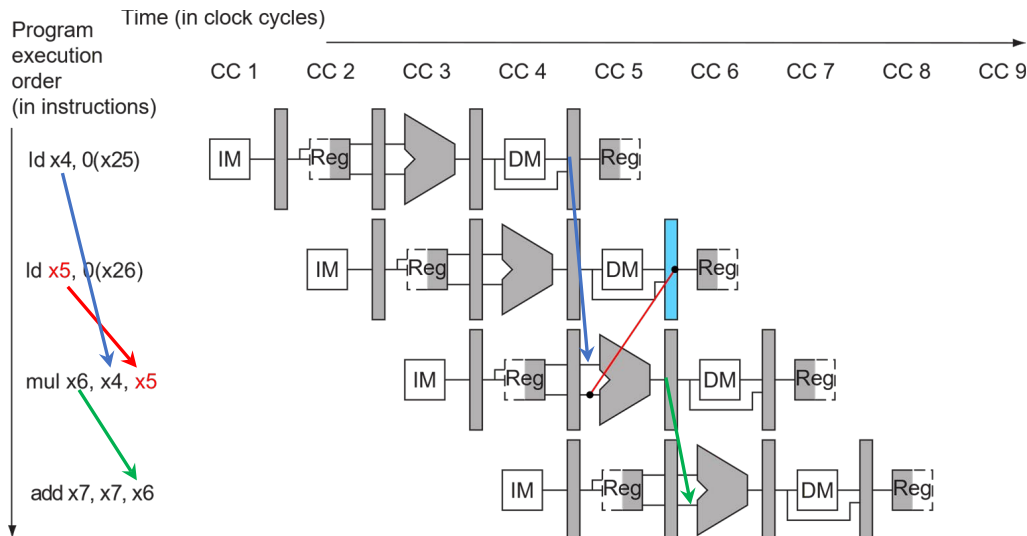 Time (in clock cycles)
Program
execution
order
(in instructions)
CC 1 CC 2 CC 3 CC 4 CC 5 CC 6 CC 7 CC 8 CC 9
ld x4, 0(x25)
IM Reg DM Reg
ld x5, 0(x26)
IM Reg DM Reg
mul x6, x4, x5
IM Reg DM Reg
add x7, x7, x6
IM Reg DM Reg